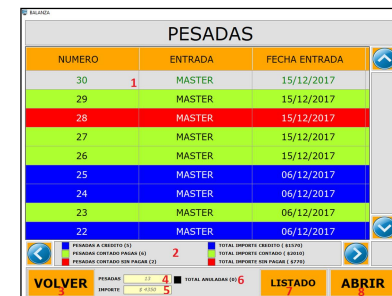 BALANZA
PESADAS
NUMERO ENTRADA FECHA ENTRADA
30 1 MASTER 15/12/2017
29 MASTER 15/12/2017
28 MASTER 15/12/2017
27 MASTER 15/12/2017
26 MASTER 15/12/2017
25 MASTER 06/12/2017
24 MASTER 06/12/2017
23 MASTER 06/12/2017
22 MASTER 06/12/2017
PESADAS A CREDITO (5) TOTAL IMPORTE CREDITO ( $1570)
PESADAS CONTADO PAGAS (6) 2 TOTAL IMPORTE CONTADO ( $2010)
PESADAS CONTADO SIN PAGAR (2) TOTAL IMPORTE SIN PAGAR ( $770)
VOLVER 3 PESADAS 13 4 TOTAL ANULADAS (0) 6 LISTADO 7 ABRIR 8
IMPORTE $ 4350 5